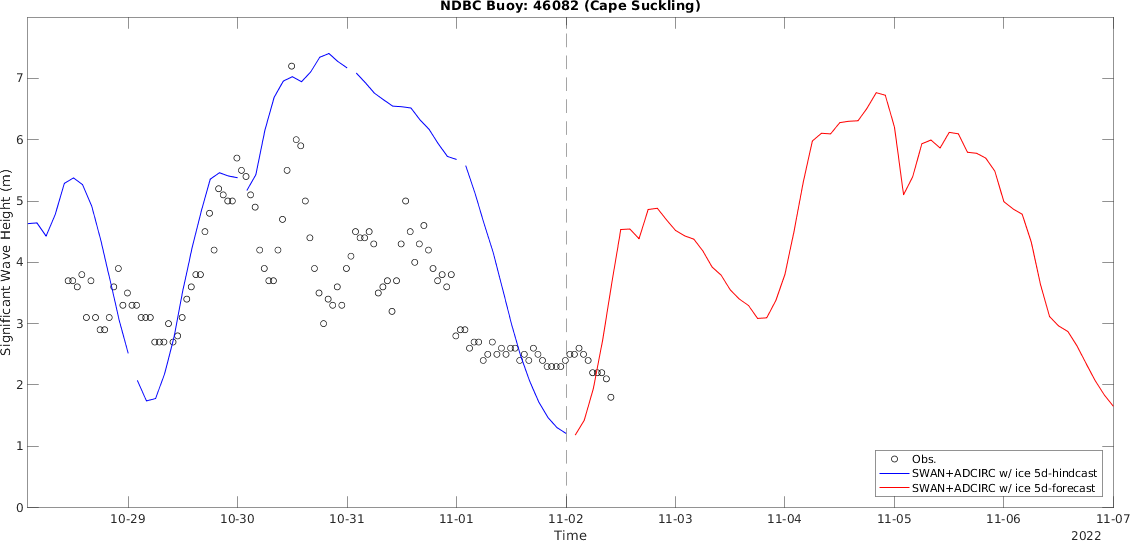 NDBC Buoy: 46082 (Cape Suckling)
Significant Wave Height (m)
7
6
5
4
3
2
1
0
Obs.
SWAN+ADCIRC w/ ice 5d-hindcast
SWAN+ADCIRC w/ ice 5d-forecast
10-29 10-30 10-31 11-01 11-02 11-03 11-04 11-05 11-06 11-07
Time
2022